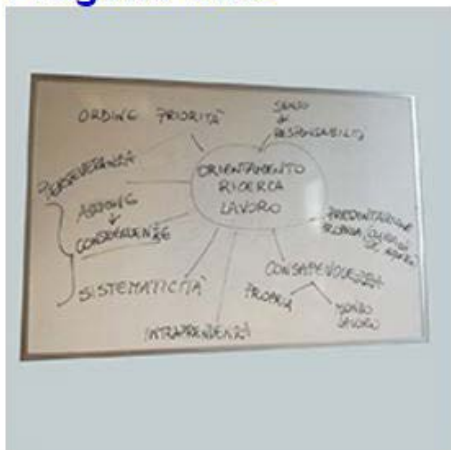 ORDINE PRIORITÀ
SENSO
DI
RESPONSABILITÀ
PERSEVERANZA
ORIENTAMENTO
RICERCA
LAVORO
AZIONE
CONSEGUENZE
PRESENTAZIONE
PROPRIA
CONSAPEVOLEZZA
PROPRIA
MONDO
LAVORO
SISTEMATICITÀ
INTRAPRENDENZA